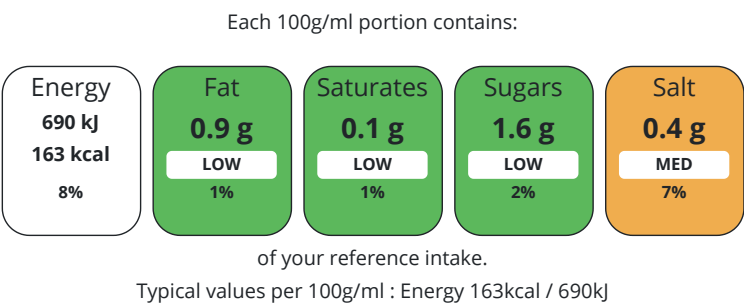 Each 100g/ml portion contains:
Energy
690 kJ
163 kcal
8%
Fat
0.9 g
LOW
1%
Saturates
0.1 g
LOW
1%
Sugars
1.6 g
LOW
2%
Salt
0.4 g
MED
7%
of your reference intake.
Typical values per 100g/ml : Energy 163kcal / 690kJ